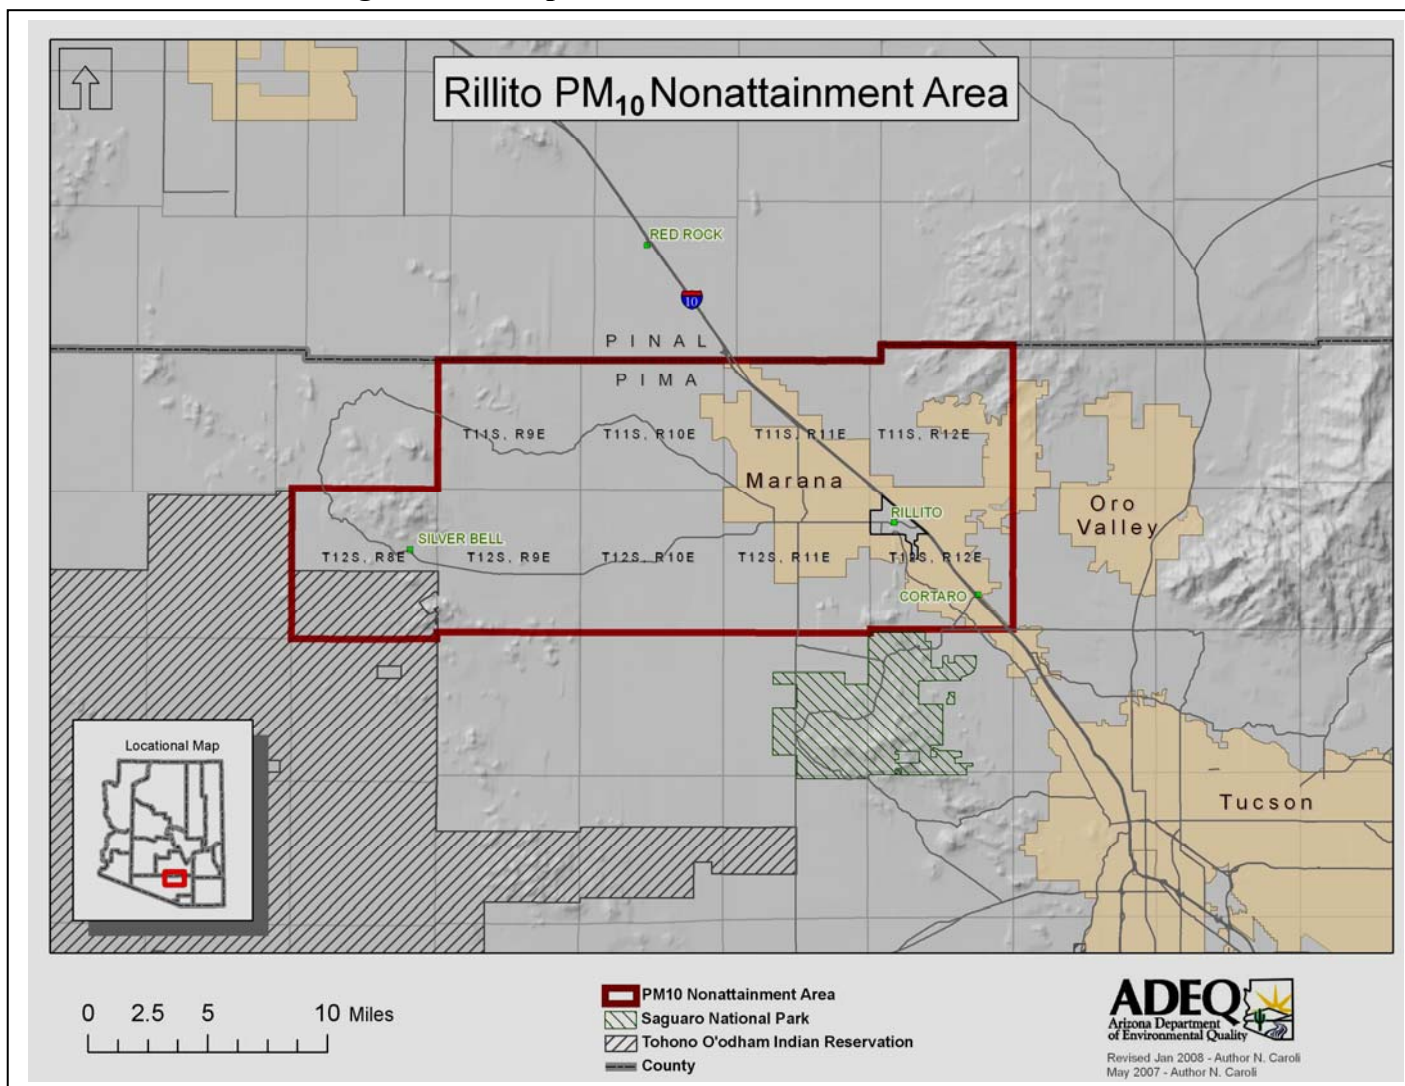 Rillito PM10 Nonattainment Area
RED ROCK
10
PINAL
PIMA
T11S, R9E
T11S, R10E
T11S, R11E
T11S, R12E
Marana
Oro
Valley
RILLITO
SILVER BELL
T12S, R8E
T12S, R9E
T12S, R10E
T12S, R11E
T12S, R12E
CORTARO
Locational Map
Tucson
0 2.5 5 10 Miles
PM10 Nonattainment Area
Saguaro National Park
Tohono O'odham Indian Reservation
County
ADEQ
Arizona Department
of Environmental Quality
Revised Jan 2008 - Author N. Caroli
May 2007 - Author N. Caroli